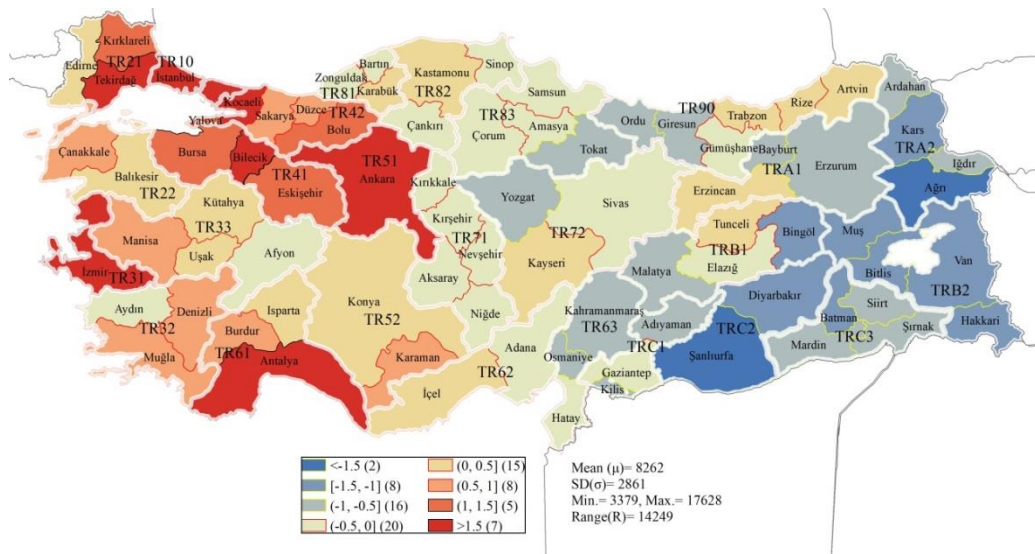 Kırklareli
Edirne
TR21
TR10
Tekirdağ
İstanbul
Kocaeli
Yalova
Sakarya
Düzce
TR42
Bolu
Zonguldak
Bartın
TR81
Karabük
Kastamonu
TR82
Sinop
Samsun
TR83
Çankırı
Çorum
Amasya
Tokat
Ordu
Giresun
TR90
Trabzon
Rize
Artvin
Ardahan
Kars
TRA2
Iğdır
Ağrı
Gümüşhane
Bayburt
TRA1
Erzurum
Erzincan
Çanakkale
Balıkesir
TR22
Bursa
Bilecik
TR41
Eskişehir
TR51
Ankara
Kırıkkale
Yozgat
Sivas
Kütahya
TR33
Manisa
Uşak
Afyon
İzmir
TR31
Kırşehir
TR71
Nevşehir
Aksaray
TR72
Kayseri
Tunceli
TRB1
Elazığ
Bingöl
Muş
Bitlis
Van
TRB2
Hakkari
Aydın
TR32
Denizli
Muğla
Isparta
Burdur
TR61
Antalya
Konya
TR52
Karaman
Niğde
Adana
TR62
İçel
Malatya
Kahramanmaraş
TR63
Adıyaman
Osmaniye
TRC1
Gaziantep
Kilis
Hatay
Diyarbakır
TRC2
Şanlıurfa
Batman
Siirt
TRC3
Mardin
Şırnak
<-1.5 (2)
[-1.5, -1] (8)
(-1, -0.5] (16)
(-0.5, 0] (20)
(0, 0.5] (15)
(0.5, 1] (8)
(1, 1.5] (5)
>1.5 (7)
Mean (μ)= 8262
SD(σ)= 2861
Min.= 3379, Max.= 17628
Range(R)= 14249